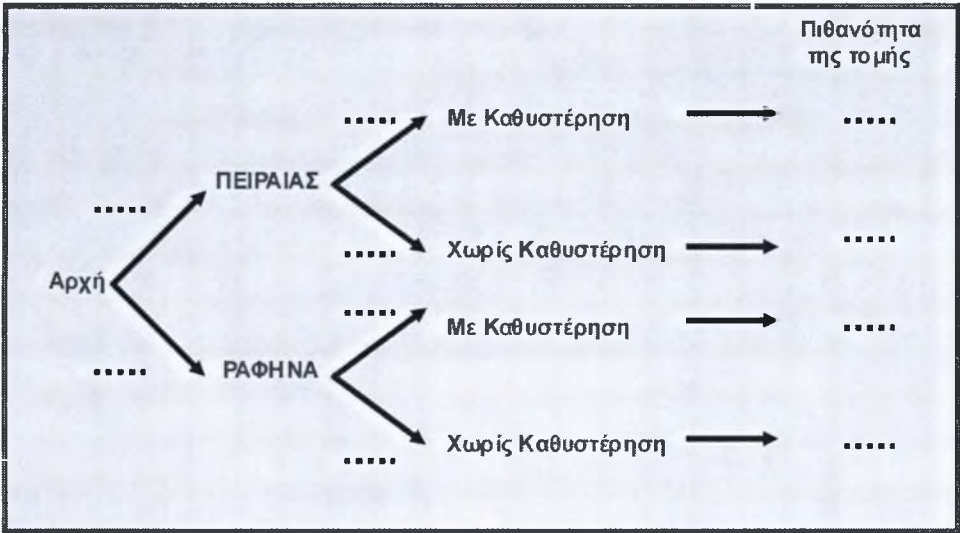 Πιθανότητα
της τομής
..... Με Καθυστέρηση .....
ΠΕΙΡΑΙΑΣ
.....
..... Χωρίς Καθυστέρηση .....
Αρχή
..... Με Καθυστέρηση .....
..... ΡΑΦΗΝΑ
..... Χωρίς Καθυστέρηση .....